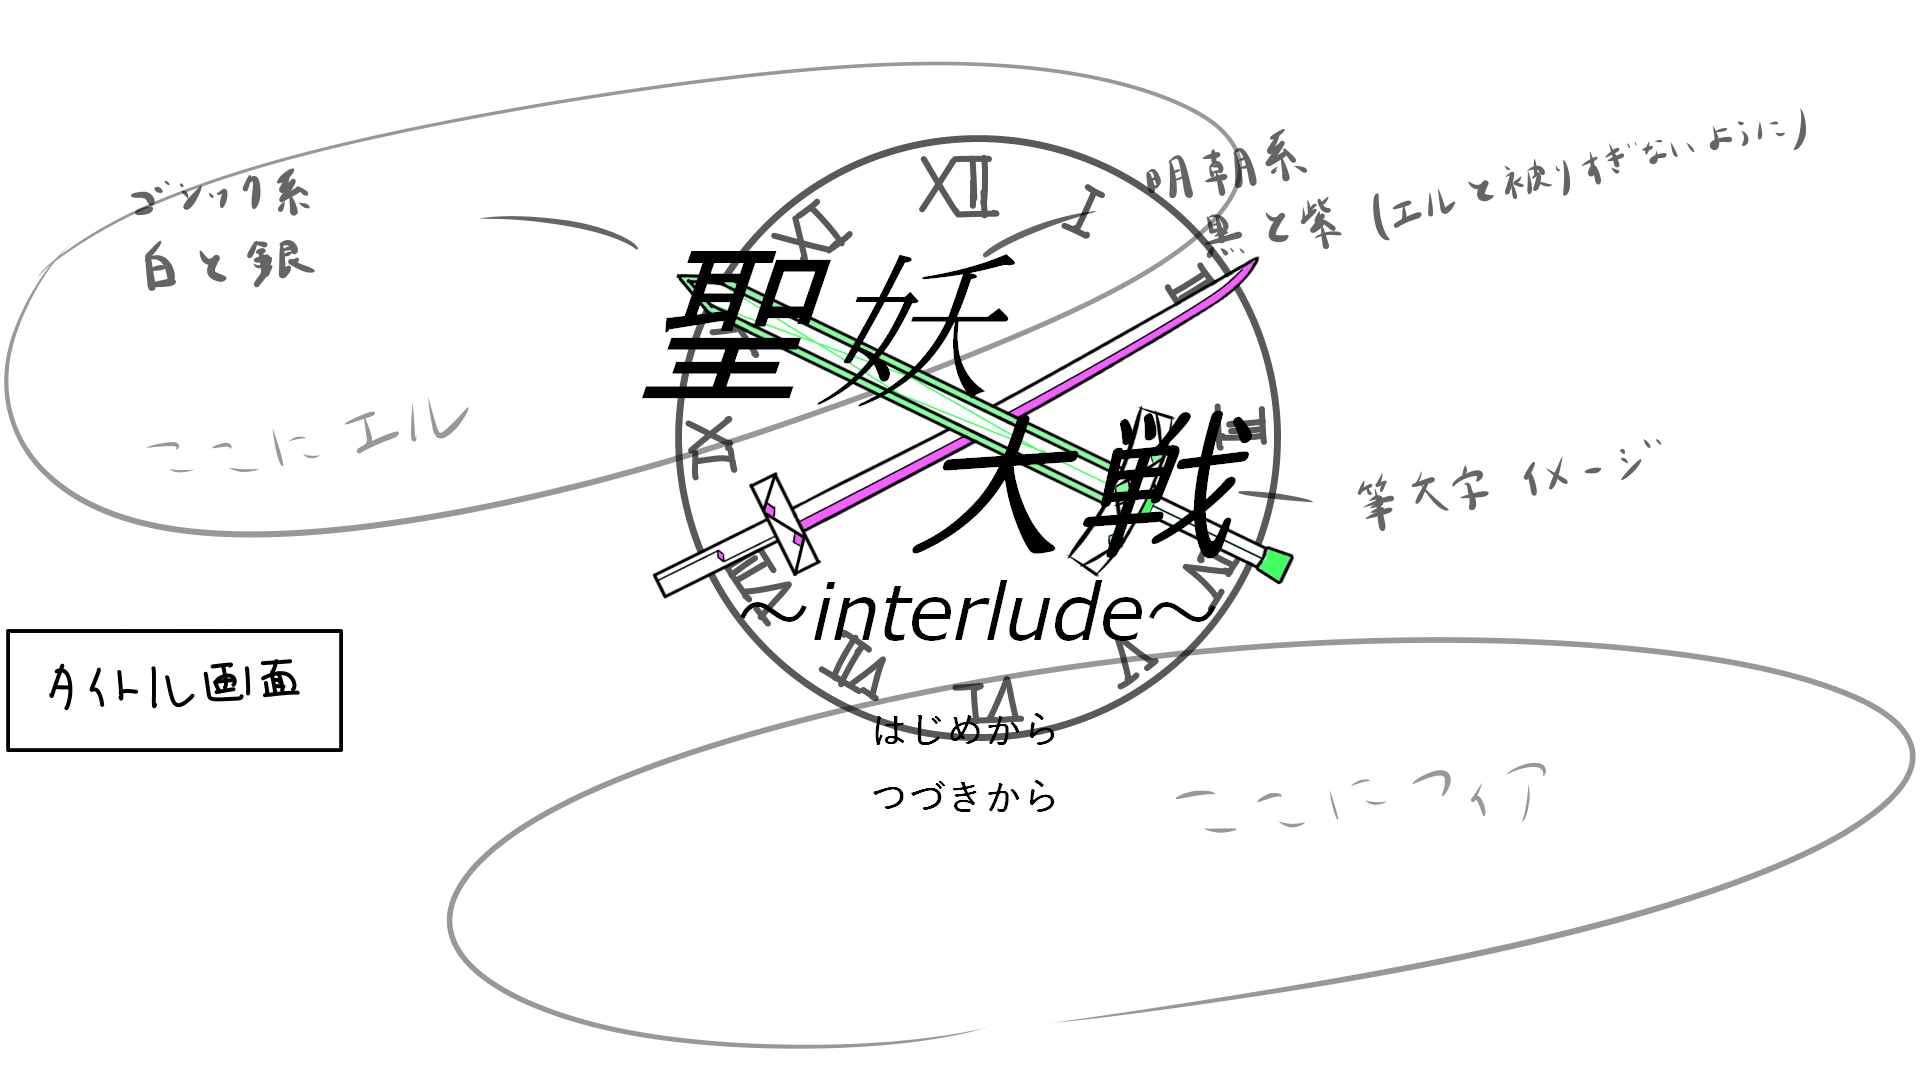 ゴシック系
白と銀
明朝系
黒と紫(エルと被りすぎないように)
聖妖
大戦
～interlude～
ここにエル
筆文字イメージ
タイトル画面
はじめから
つづきから
ここにフィア
XII
I
II
III
IV
V
VI
VII
VIII
IX
XI